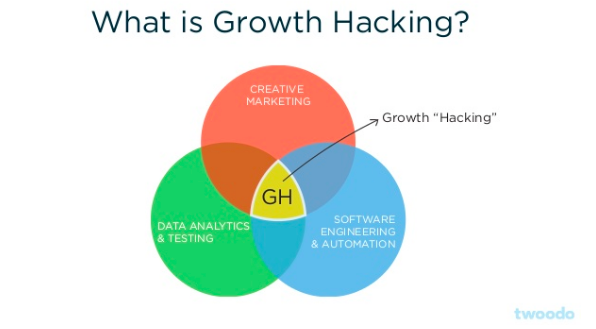 What is Growth Hacking?
CREATIVE
MARKETING
Growth “Hacking”
GH
DATA ANALYTICS
& TESTING
SOFTWARE
ENGINEERING
& AUTOMATION
twoodo